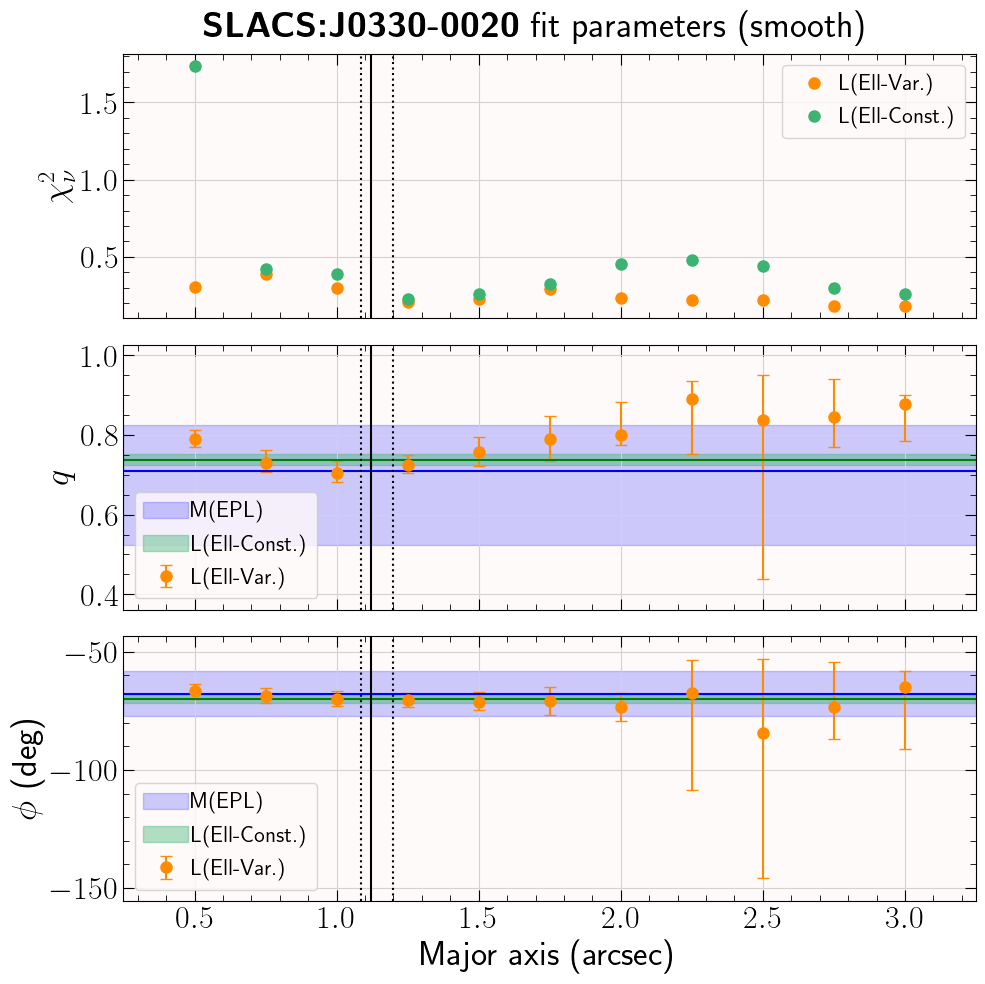 SLACS:J0330-0020 fit parameters (smooth)
1.5
1.0
0.5
χ²ᵥ
L(Ell-Var.)
L(Ell-Const.)
1.0
0.8
0.6
0.4
q
M(EPL)
L(Ell-Const.)
L(Ell-Var.)
−50
−100
−150
ϕ (deg)
M(EPL)
L(Ell-Const.)
L(Ell-Var.)
0.5 1.0 1.5 2.0 2.5 3.0
Major axis (arcsec)